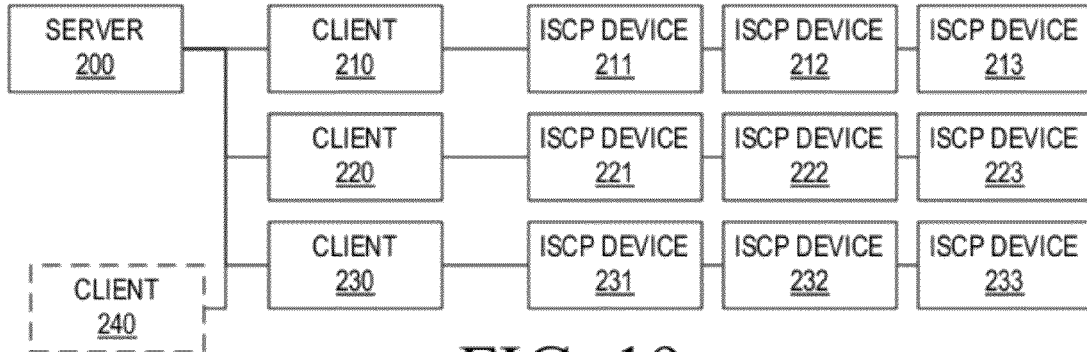 SERVER
200
CLIENT
210
ISCP DEVICE
211
ISCP DEVICE
212
ISCP DEVICE
213
CLIENT
220
ISCP DEVICE
221
ISCP DEVICE
222
ISCP DEVICE
223
CLIENT
230
ISCP DEVICE
231
ISCP DEVICE
232
ISCP DEVICE
233
CLIENT
240
FIG.